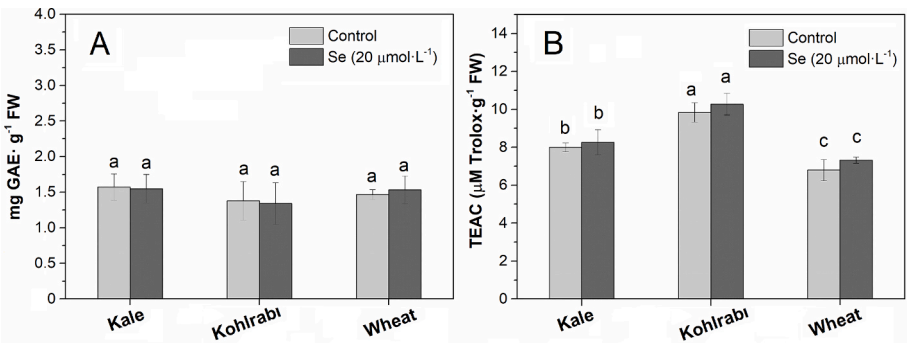 A
Control
Se (20 μmol·L⁻¹)
mg GAE· g⁻¹ FW
4.0
3.5
3.0
2.5
2.0
1.5
1.0
0.5
0
a a
a a
a a
Kale
Kohlrabı
Wheat
B
Control
Se (20 μmol·L⁻¹)
TEAC (μM Trolox·g⁻¹ FW)
14
12
10
8
6
4
2
0
b b
a a
c c
Kale
Kohlrabı
Wheat